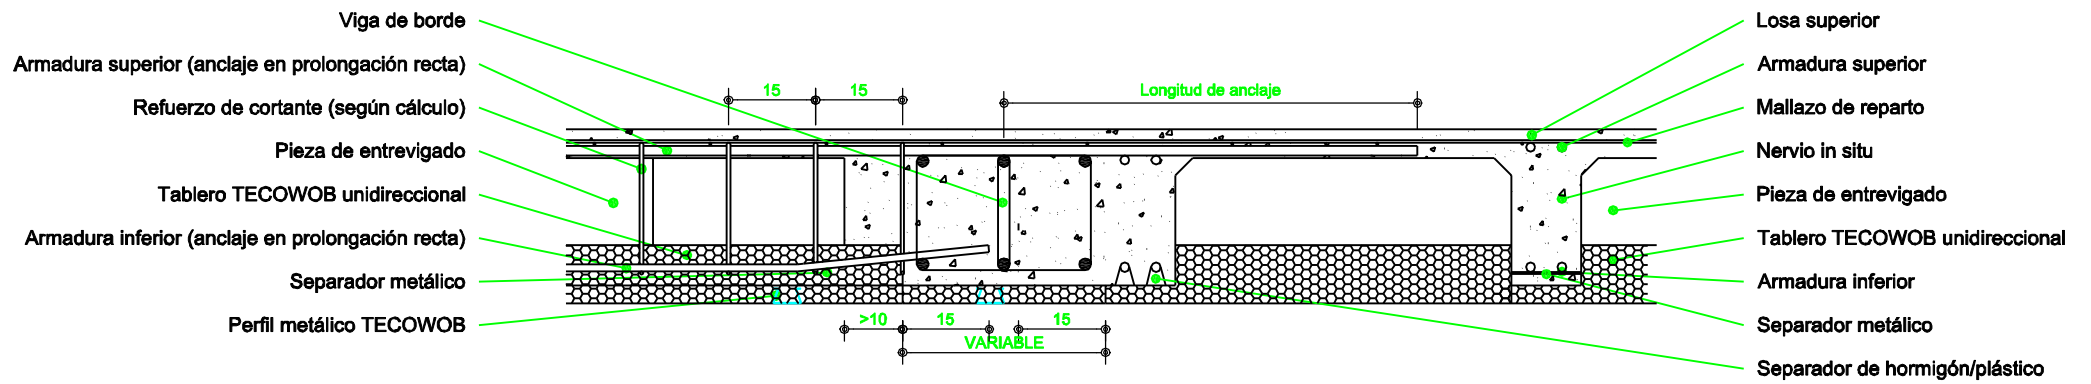 Viga de borde
Armadura superior (anclaje en prolongación recta)
Refuerzo de cortante (según cálculo)
Pieza de entrevigado
Tablero TECOWOB unidireccional
Armadura inferior (anclaje en prolongación recta)
Separador metálico
Perfil metálico TECOWOB
15
15
Longitud de anclaje
>10
15
15
VARIABLE
Losa superior
Armadura superior
Mallazo de reparto
Nervio in situ
Pieza de entrevigado
Tablero TECOWOB unidireccional
Armadura inferior
Separador metálico
Separador de hormigón/plástico